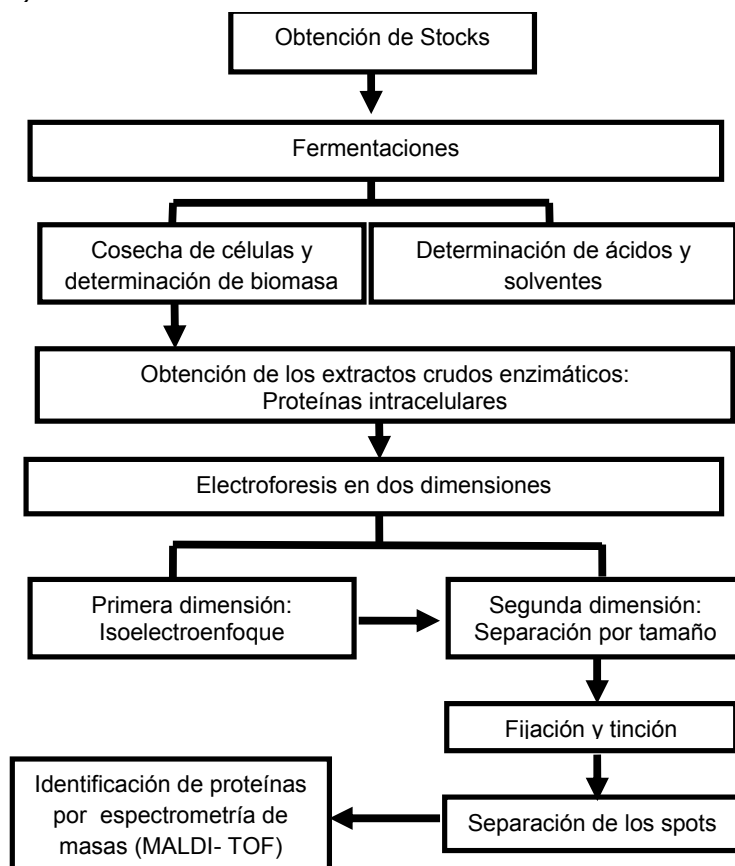 Obtención de Stocks
Fermentaciones
Cosecha de células y
determinación de biomasa
Determinación de ácidos y
solventes
Obtención de los extractos crudos enzimáticos:
Proteínas intracelulares
Electroforesis en dos dimensiones
Primera dimensión:
Isoelectroenfoque
Segunda dimensión:
Separación por tamaño
Fijación y tinción
Separación de los spots
Identificación de proteínas
por espectrometría de
masas (MALDI- TOF)